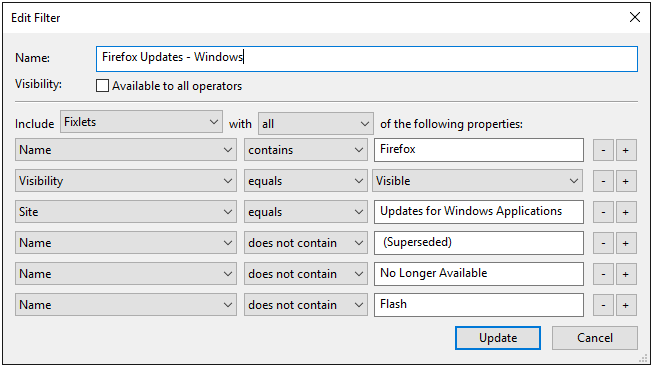 Edit Filter
Name: Firefox Updates - Windows
Visibility: Available to all operators
Include Fixlets with all of the following properties:
Name contains Firefox - +
Visibility equals Visible - +
Site equals Updates for Windows Applications - +
Name does not contain (Superseded) - +
Name does not contain No Longer Available - +
Name does not contain Flash - +
Update Cancel